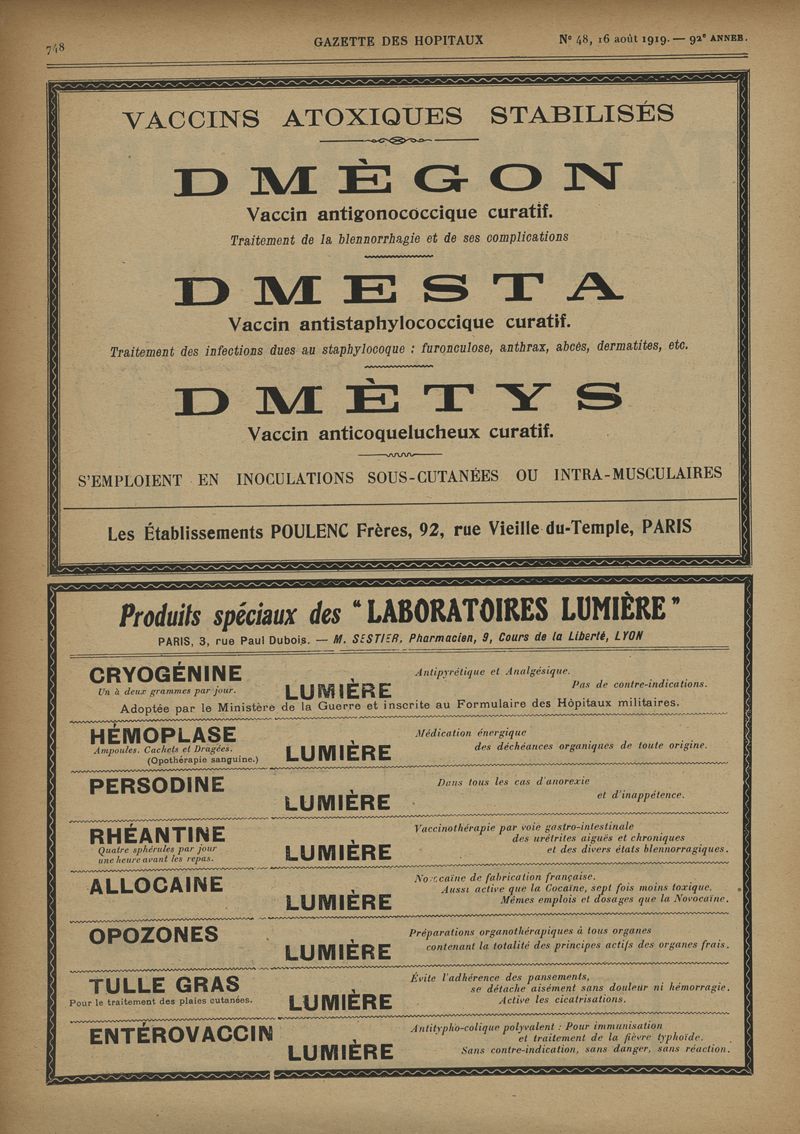 748
GAZETTE DES HOPITAUX
N° 48, 16 août 1919. — 92e ANNEE.
VACCINS ATOXIQUES STABILISÉS
DMÈGON
Vaccin antigonococcique curatif.
Traitement de la blennorrhagie et de ses complications
DMESTA
Vaccin antistaphylococcique curatif.
Traitement des infections dues au staphylocoque : furonculose, anthrax, abcés, dermatites, etc.
DMÈTYS
Vaccin anticoquelucheux curatif.
S'EMPLOIENT EN INOCULATIONS SOUS-CUTANÉES OU INTRA-MUSCULAIRES
Les Établissements POULENC Frères, 92, rue Vieille du-Temple, PARIS
Produits spéciaux des "LABORATOIRES LUMIÈRE"
PARIS, 3, rue Paul Dubois. — M. SESTIER, Pharmacien, 9, Cours de la Liberté, LYON
CRYOGÉNINE
Un à deux grammes par jour.
LUMIÈRE
Antipyrétique et Analgésique.
Pas de contre-indications.
Adoptée par le Ministère de la Guerre et inscrite au Formulaire des Hôpitaux militaires.
HÉMOPLASE
Ampoules. Cachets et Dragées.
(Opothérapie sanguine.)
LUMIÈRE
Médication énergique
des déchéances organiques de toute origine.
PERSODINE
LUMIÈRE
Dans tous les cas d'anorexie
et d'inappétence.
RHÉANTINE
Quatre sphérules par jour
une heure avant les repas.
LUMIÈRE
Vaccinothérapie par voie gastro-intestinale
des urétrites aiguës et chroniques
et des divers états blennorragiques.
ALLOCAINE
LUMIÈRE
Novocaïne de fabrication française.
Aussi active que la Cocaïne, sept fois moins toxique.
Mêmes emplois et dosages que la Novocaïne.
OPOZONES
LUMIÈRE
Préparations organothérapiques à tous organes
contenant la totalité des principes actifs des organes frais.
TULLE GRAS
Pour le traitement des plaies cutanées.
LUMIÈRE
Évite l'adhérence des pansements,
se détache aisément sans douleur ni hémorragie.
Active les cicatrisations.
ENTÉROVACCIN
LUMIÈRE
Antitypho-colique polyvalent : Pour immunisation
et traitement de la fièvre typhoïde.
Sans contre-indication, sans danger, sans réaction.